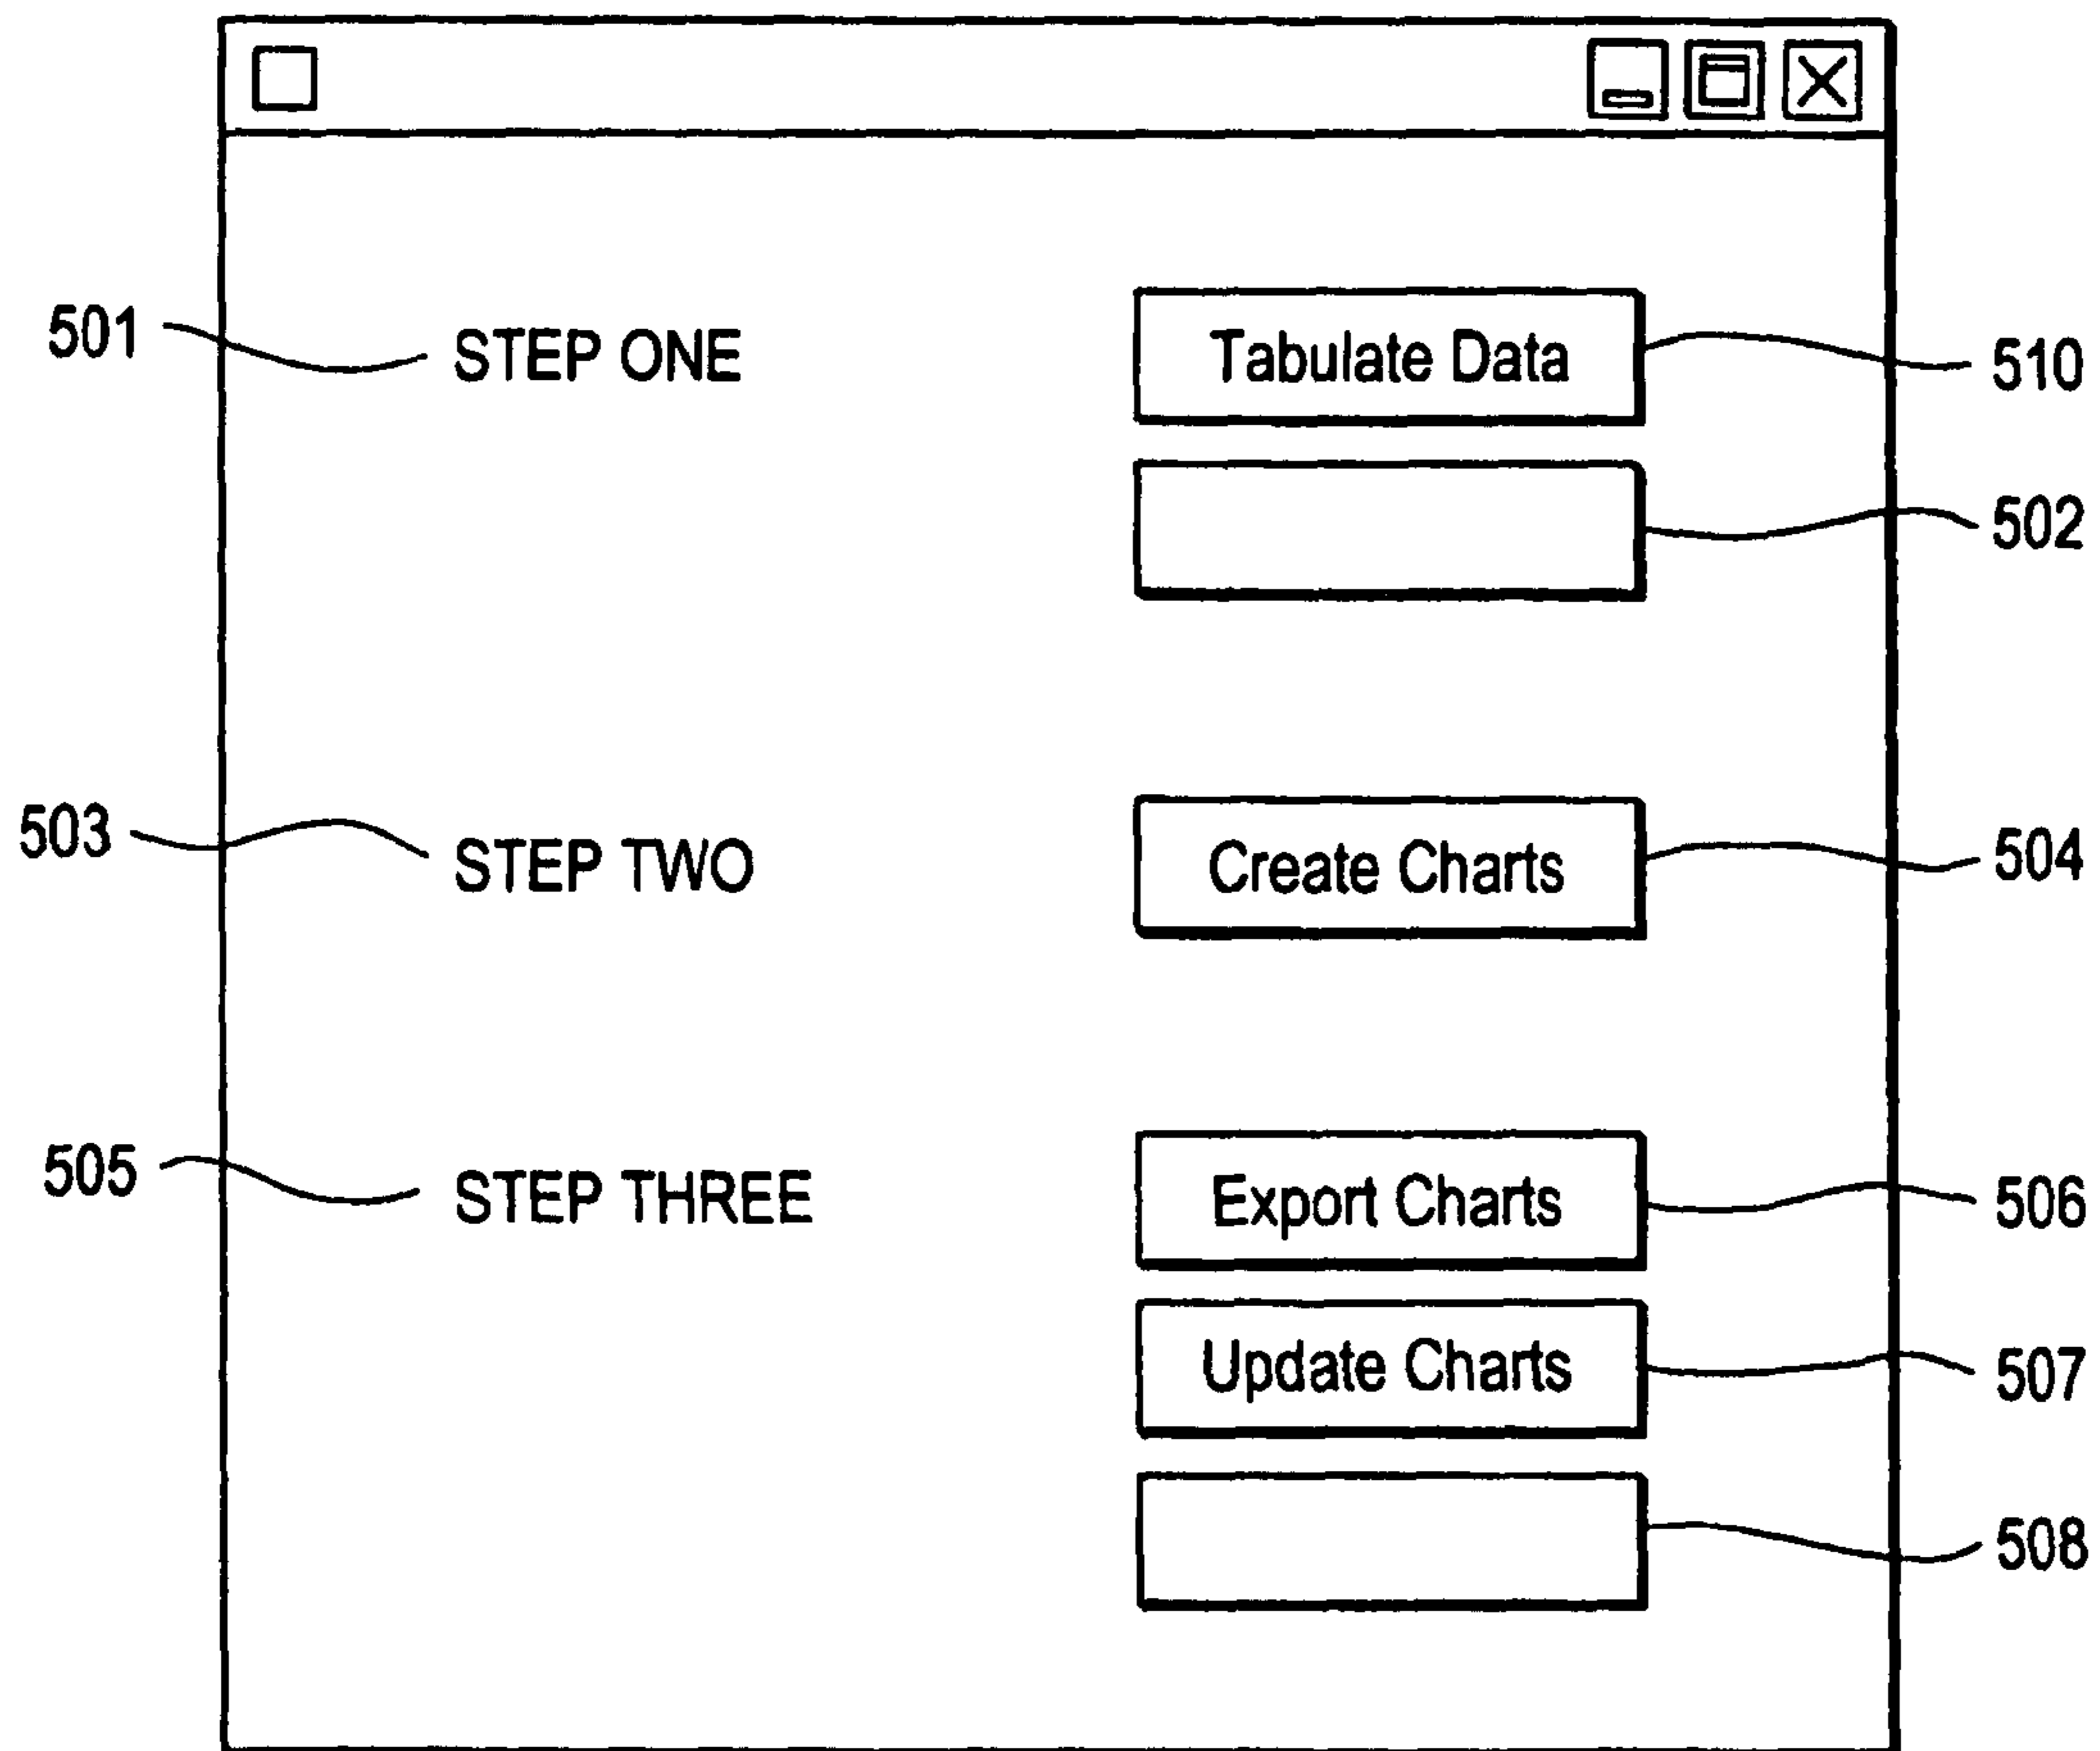 501 STEP ONE Tabulate Data 510
502
503 STEP TWO Create Charts 504
505 STEP THREE Export Charts 506
Update Charts 507
508